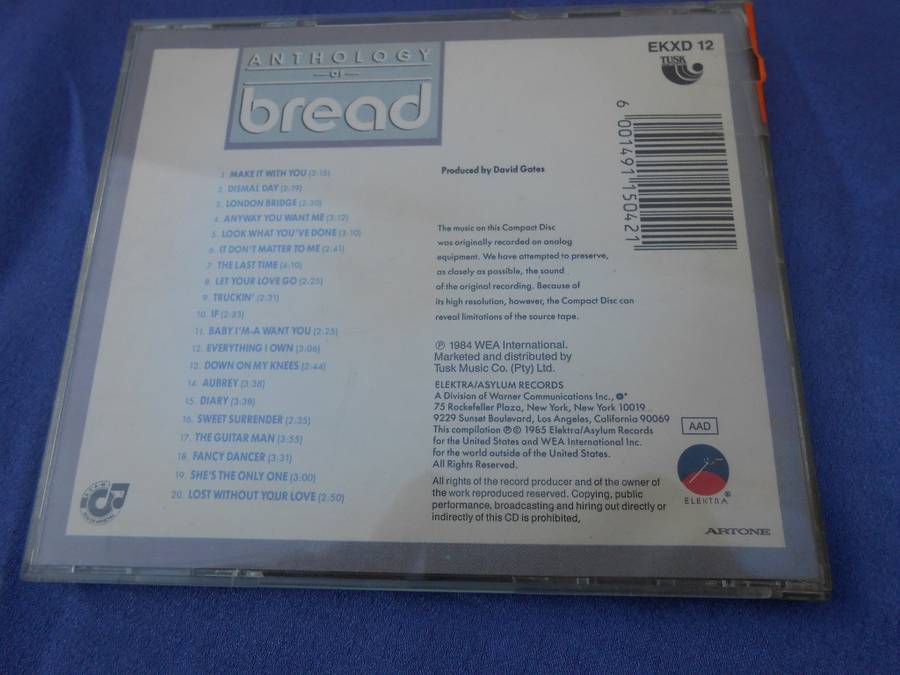 ANTHOLOGY
of
bread
EKXD 12
TUSK
6 001491 150421
1. MAKE IT WITH YOU (3:15)
2. DISMAL DAY (2:19)
3. LONDON BRIDGE (2:30)
4. ANYWAY YOU WANT ME (3:12)
5. LOOK WHAT YOU'VE DONE (3:10)
6. IT DON'T MATTER TO ME (2:41)
7. THE LAST TIME (4:10)
8. LET YOUR LOVE GO (2:25)
9. TRUCKIN' (2:31)
10. IF (2:33)
11. BABY I'M-A WANT YOU (2:25)
12. EVERYTHING I OWN (3:06)
13. DOWN ON MY KNEES (2:44)
14. AUBREY (3:38)
15. DIARY (3:38)
16. SWEET SURRENDER (2:35)
17. THE GUITAR MAN (3:55)
18. FANCY DANCER (3:31)
19. SHE'S THE ONLY ONE (3:00)
20. LOST WITHOUT YOUR LOVE (2:50)
Produced by David Gates
The music on this Compact Disc
was originally recorded on analog
equipment. We have attempted to preserve,
as closely as possible, the sound
of the original recording. Because of
its high resolution, however, the Compact Disc can
reveal limitations of the source tape.
℗ 1984 WEA International.
Marketed and distributed by
Tusk Music Co. (Pty) Ltd.
ELEKTRA/ASYLUM RECORDS
A Division of Warner Communications Inc.,
75 Rockefeller Plaza, New York, New York 10019
9229 Sunset Boulevard, Los Angeles, California 90069
This compilation ℗© 1985 Elektra/Asylum Records
for the United States and WEA International Inc.
for the world outside of the United States.
All Rights Reserved.
All rights of the record producer and of the owner of
the work reproduced reserved. Copying, public
performance, broadcasting and hiring out directly or
indirectly of this CD is prohibited,
AAD
ELEKTRA®
ARTONE